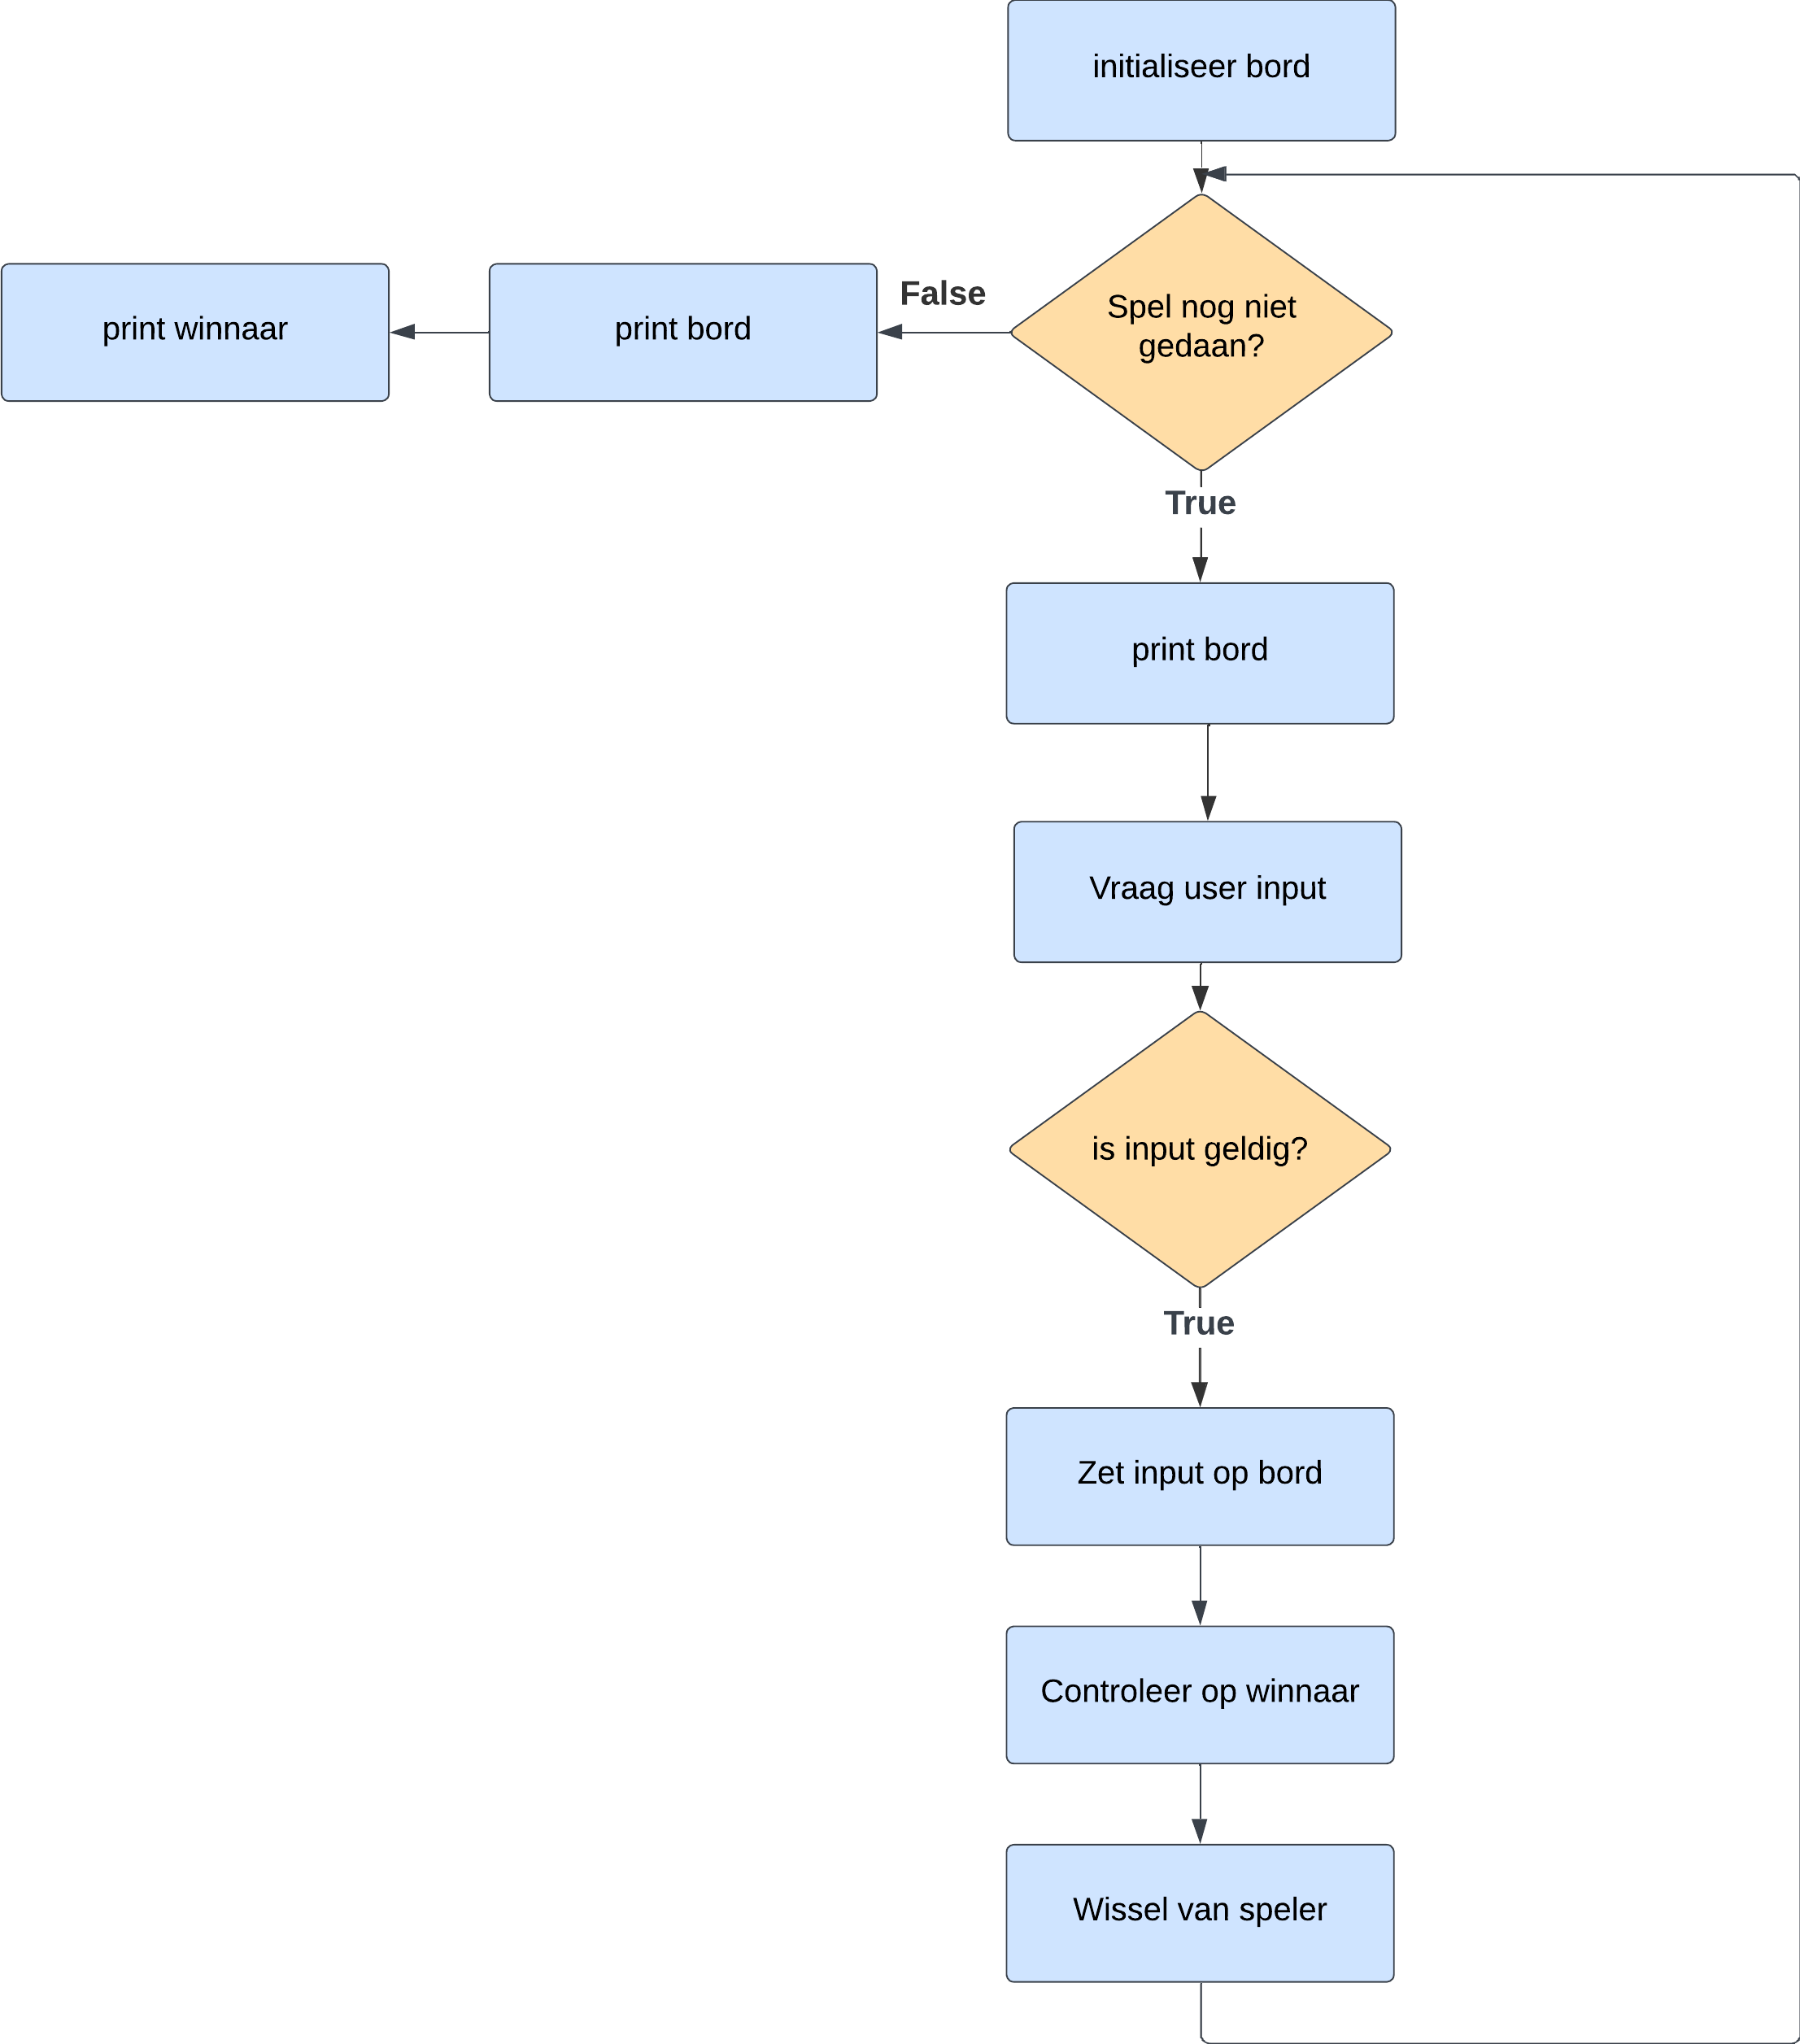 initialiseer bord
Spel nog niet
gedaan?
False
print bord
print winnaar
True
print bord
Vraag user input
is input geldig?
True
Zet input op bord
Controleer op winnaar
Wissel van speler